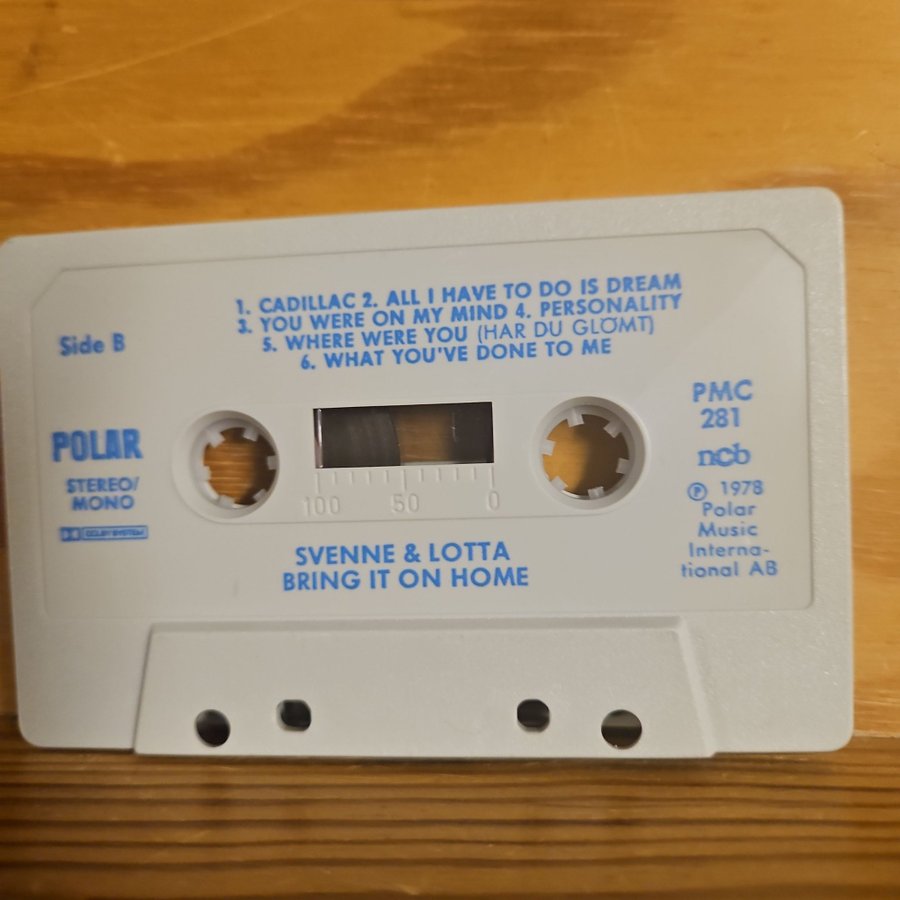 1. CADILLAC 2. ALL I HAVE TO DO IS DREAM
3. YOU WERE ON MY MIND 4. PERSONALITY
5. WHERE WERE YOU (HAR DU GLÖMT)
6. WHAT YOU'VE DONE TO ME
Side B
POLAR
STEREO/
MONO
DOLBY SYSTEM
100 50 0
PMC
281
ncb
℗ 1978
Polar
Music
Interna-
tional AB
SVENNE & LOTTA
BRING IT ON HOME